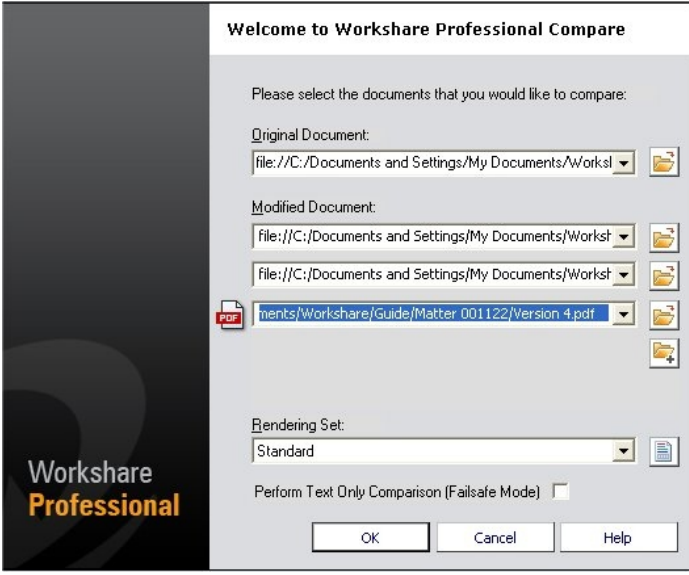 Welcome to Workshare Professional Compare
Please select the documents that you would like to compare:
Original Document:
file://C:/Documents and Settings/My Documents/Worksl
Modified Document:
file://C:/Documents and Settings/My Documents/Worksh
file://C:/Documents and Settings/My Documents/Worksh
PDF
ments/Workshare/Guide/Matter 001122/Version 4.pdf
Rendering Set:
Standard
Perform Text Only Comparison (Failsafe Mode)
Workshare
Professional
OK
Cancel
Help